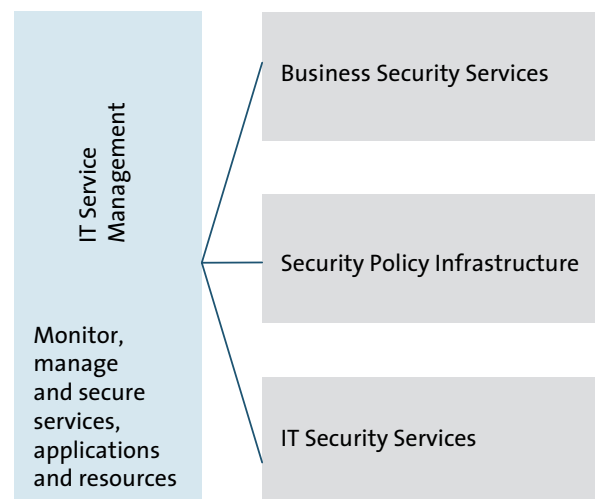 IT Service
Management
Monitor,
manage
and secure
services,
applications
and resources
Business Security Services
Security Policy Infrastructure
IT Security Services